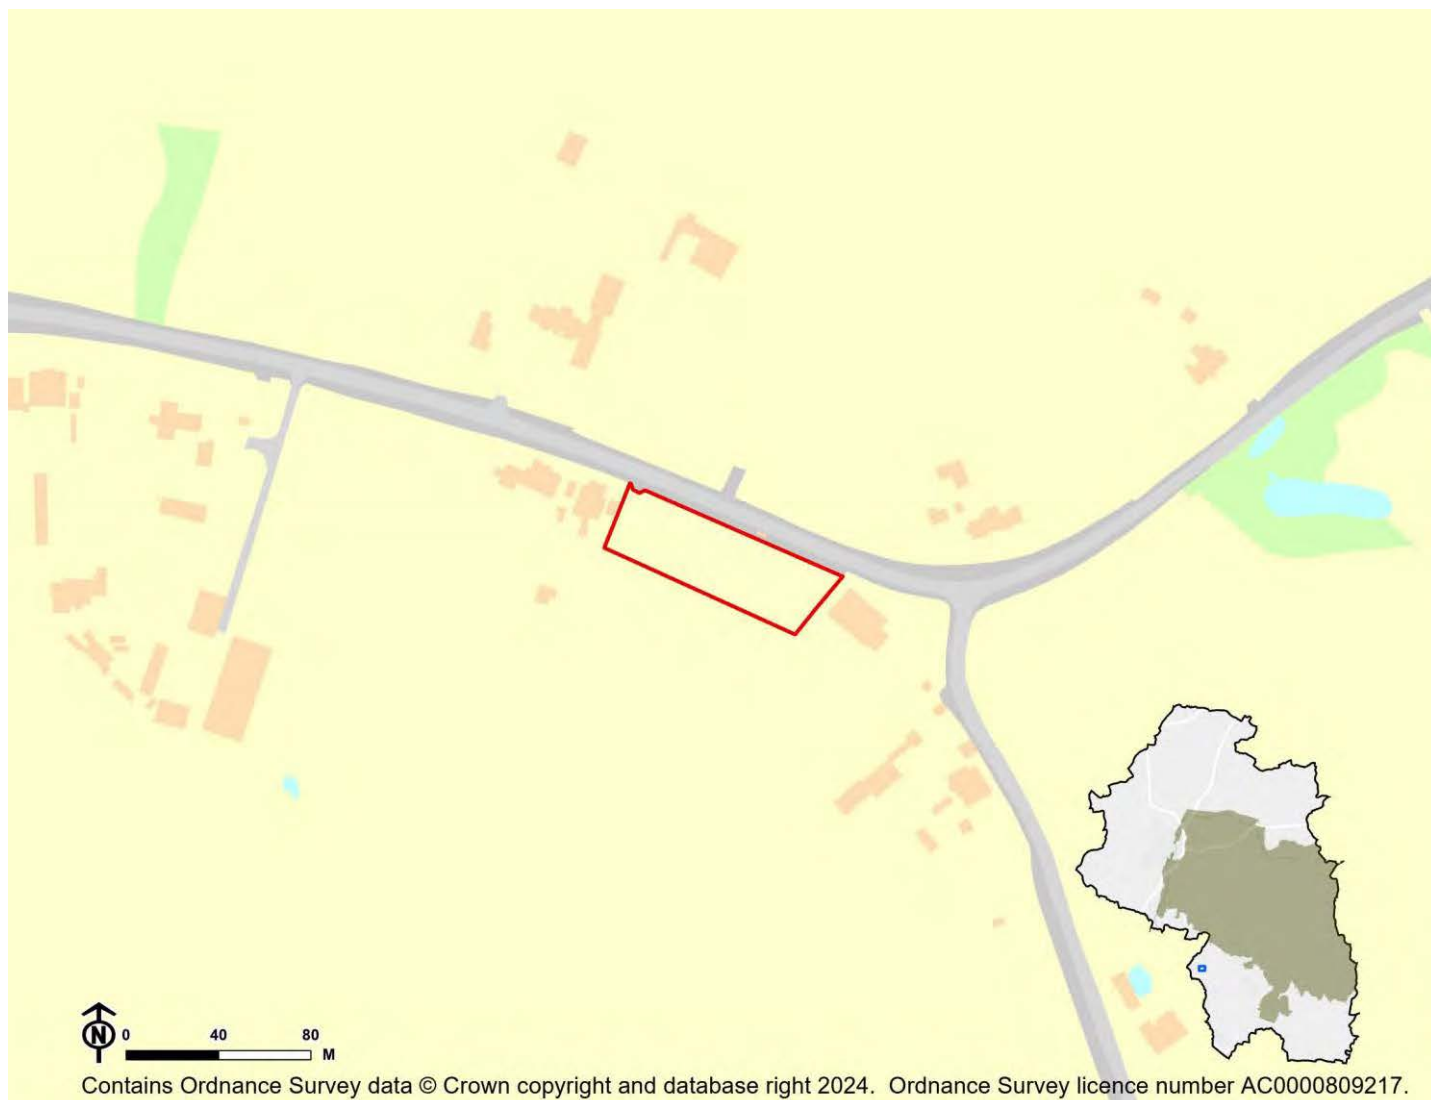 N
0 40 80
M
Contains Ordnance Survey data © Crown copyright and database right 2024. Ordnance Survey licence number AC0000809217.